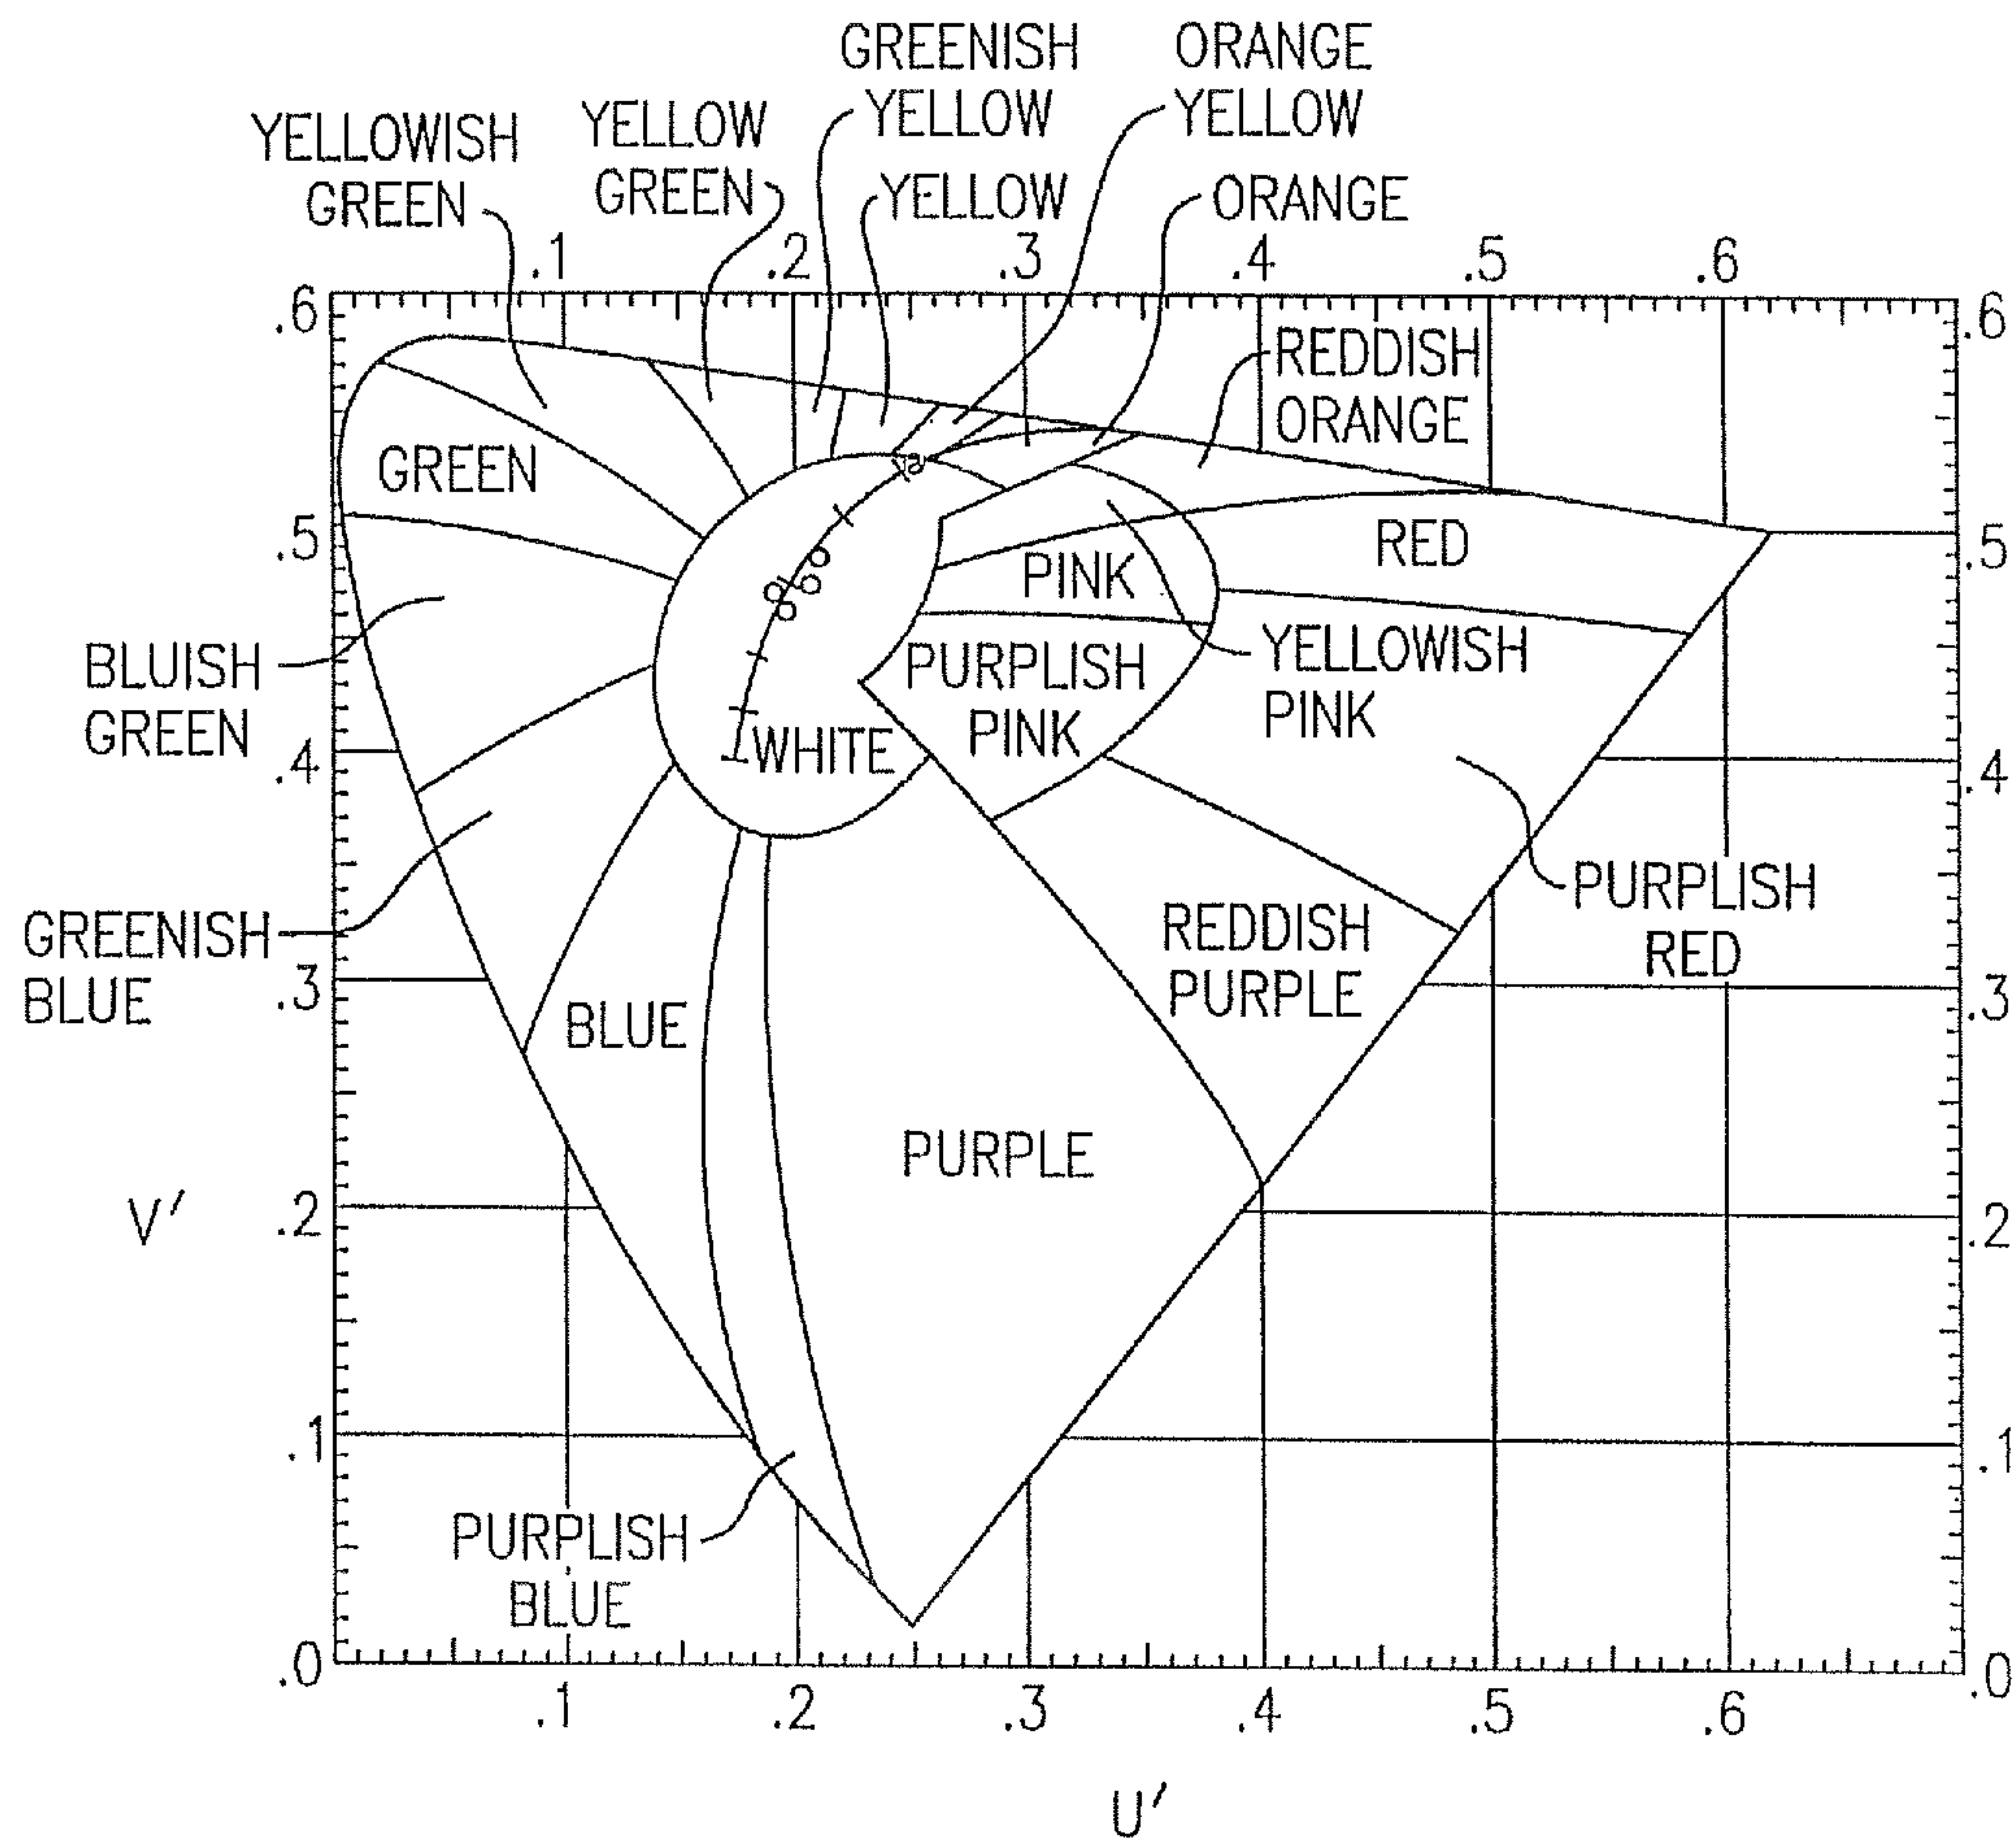 GREENISH
YELLOW
ORANGE
YELLOW
YELLOWISH
GREEN
YELLOW
GREEN
YELLOW
ORANGE
.1 .2 .3 .4 .5 .6
.6 .6
REDDISH
ORANGE
GREEN
.5 .5
RED
PINK
BLUISH
GREEN
PURPLISH
PINK
YELLOWISH
PINK
WHITE
.4 .4
PURPLISH
RED
GREENISH
BLUE
REDDISH
PURPLE
.3 .3
BLUE
PURPLE
V' .2 .2
.1 .1
PURPLISH
BLUE
.0 .0
.1 .2 .3 .4 .5 .6
U'